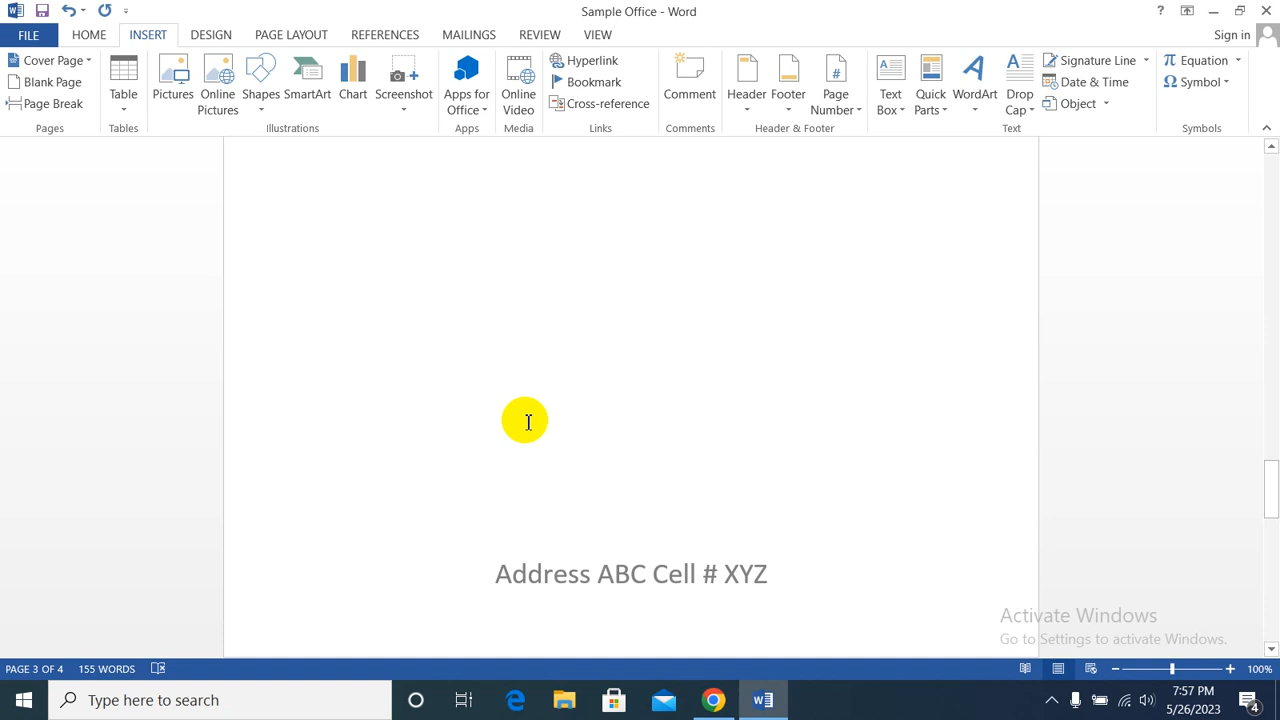 Sample Office - Word
? 
FILE HOME INSERT DESIGN PAGE LAYOUT REFERENCES MAILINGS REVIEW VIEW Sign in
Cover Page
Blank Page
Page Break
Pages
Table
Tables
Pictures
Online
Pictures
Shapes
SmartArt
Chart
Screenshot
Illustrations
Apps for
Office
Apps
Online
Video
Media
Hyperlink
Bookmark
Cross-reference
Links
Comment
Comments
Header
Footer
Page
Number
Header & Footer
Text
Box
Quick
Parts
WordArt
Drop
Cap
Signature Line
Date & Time
Object
Text
Equation
Symbol
Symbols
Address ABC Cell # XYZ
Activate Windows
Go to Settings to activate Windows.
PAGE 3 OF 4 155 WORDS 100%
Type here to search
7:57 PM
5/26/2023
4